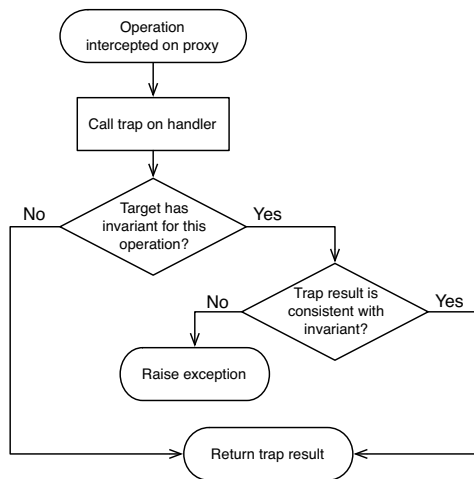 Operation
intercepted on proxy
Call trap on handler
No
Target has
invariant for this
operation?
Yes
No
Trap result is
consistent with
invariant?
Yes
Raise exception
Return trap result